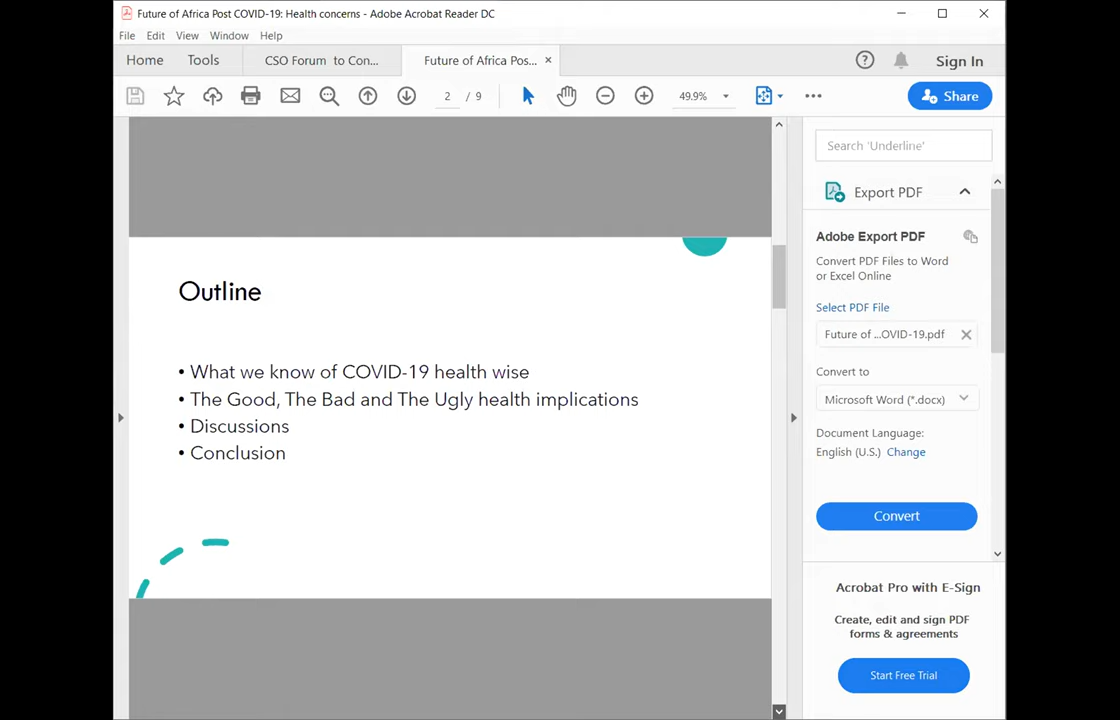 Future of Africa Post COVID-19: Health concerns - Adobe Acrobat Reader DC
File Edit View Window Help
Home Tools CSO Forum to Con... Future of Africa Pos... × Sign In
2 / 9 49.9% Share
Search 'Underline'
Export PDF
Adobe Export PDF
Convert PDF Files to Word
or Excel Online
Select PDF File
Future of ...OVID-19.pdf
Convert to
Microsoft Word (*.docx)
Document Language:
English (U.S.) Change
Convert
Acrobat Pro with E-Sign
Create, edit and sign PDF
forms & agreements
Start Free Trial
Outline
• What we know of COVID-19 health wise
• The Good, The Bad and The Ugly health implications
• Discussions
• Conclusion